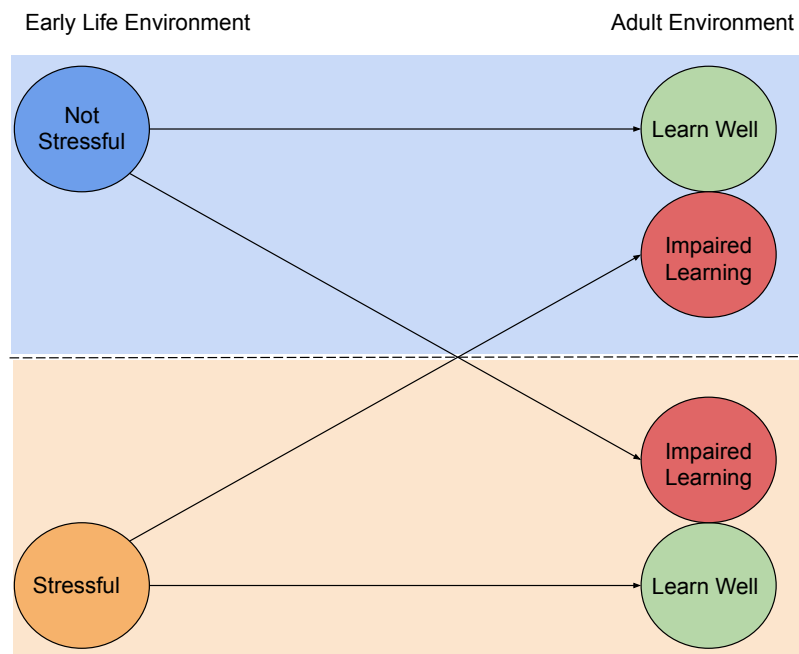 Early Life Environment
Adult Environment
Not
Stressful
Learn Well
Impaired
Learning
Impaired
Learning
Stressful
Learn Well